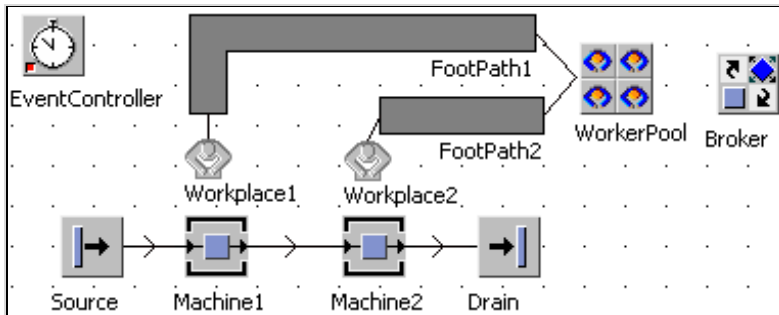 FootPath1
EventController
WorkerPool
Broker
FootPath2
Workplace1
Workplace2
Source
Machine1
Machine2
Drain